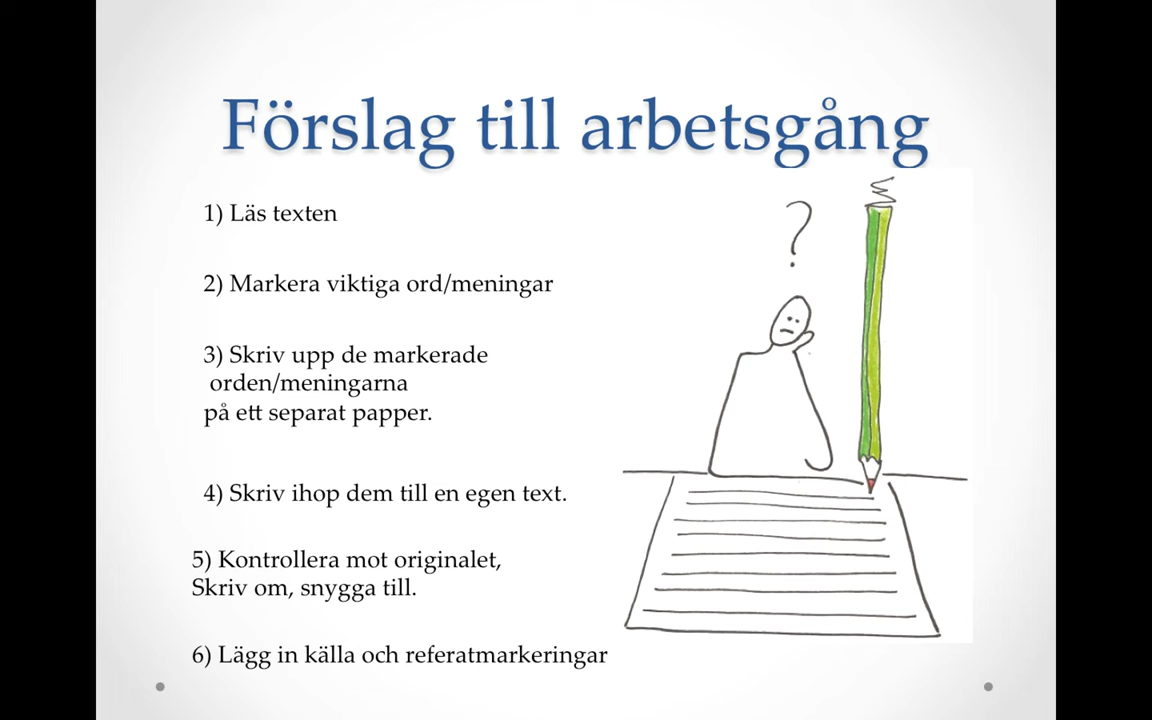 Förslag till arbetsgång
1) Läs texten
2) Markera viktiga ord/meningar
3) Skriv upp de markerade
orden/meningarna
på ett separat papper.
4) Skriv ihop dem till en egen text.
5) Kontrollera mot originalet,
Skriv om, snygga till.
6) Lägg in källa och referatmarkeringar
?